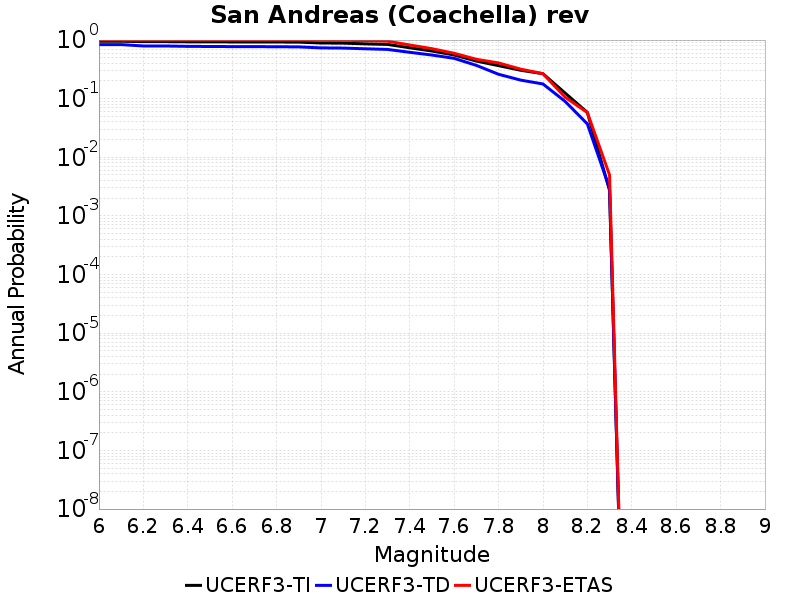 San Andreas (Coachella) rev
Annual Probability
10^0
10^-1
10^-2
10^-3
10^-4
10^-5
10^-6
10^-7
10^-8
6 6.2 6.4 6.6 6.8 7 7.2 7.4 7.6 7.8 8 8.2 8.4 8.6 8.8 9
Magnitude
UCERF3-TI UCERF3-TD UCERF3-ETAS